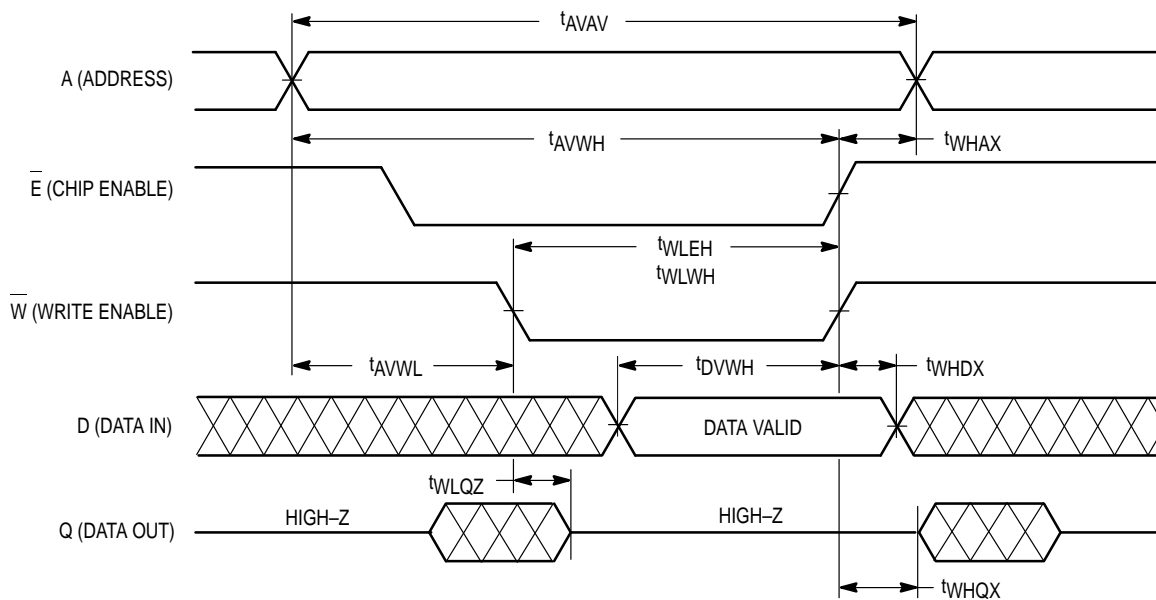 tAVAV
A (ADDRESS)
tAVWH
tWHAX
E (CHIP ENABLE)
tWLEH
tWLWH
W (WRITE ENABLE)
tAVWL
tDVWH
tWHDX
D (DATA IN)
DATA VALID
tWLQZ
HIGH–Z
HIGH–Z
Q (DATA OUT)
tWHQX